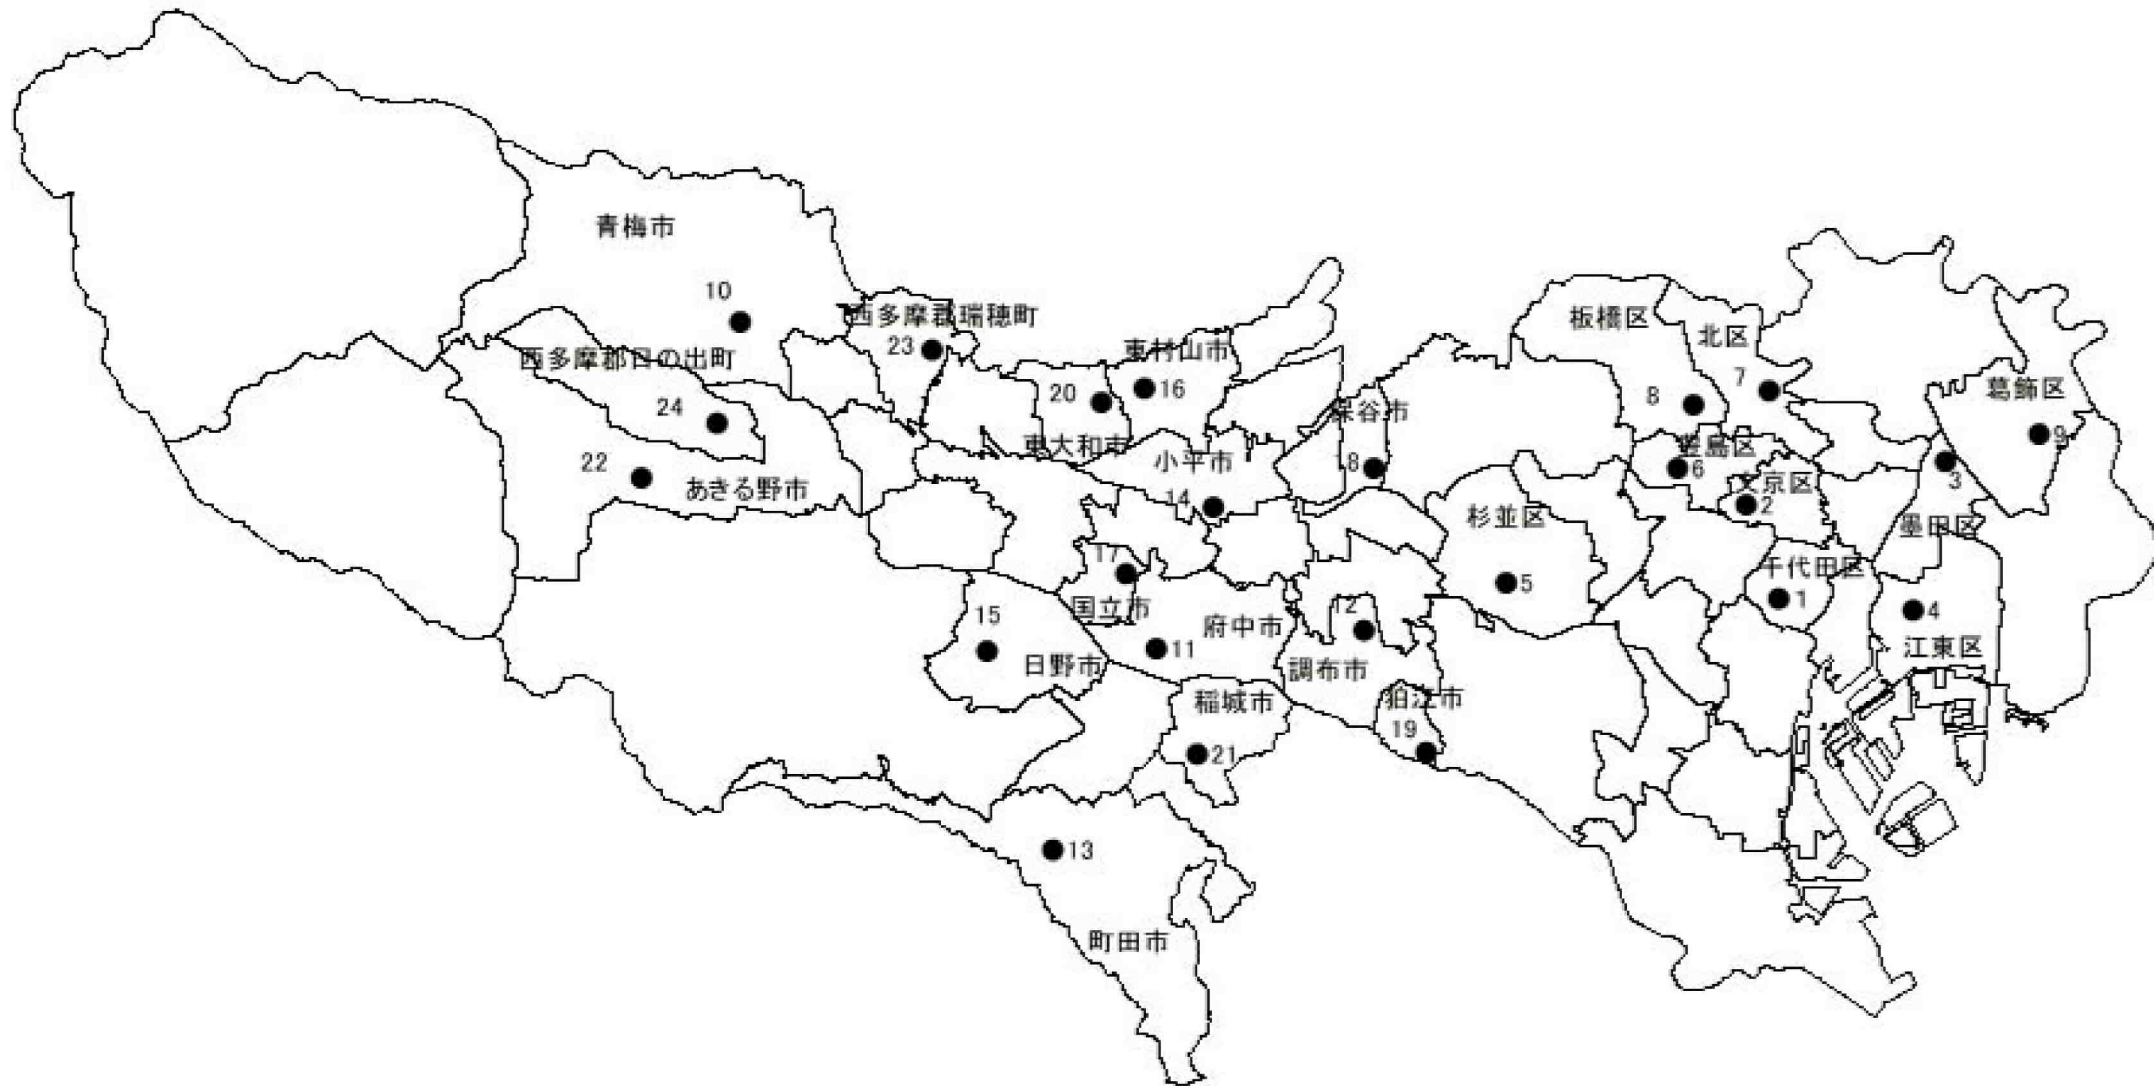 青梅市
10
西多摩郡瑞穂町
23
西多摩郡日の出町
24
22
あきる野市
東村山市
20
16
東大和市
小平市
14
保谷市
8
板橋区
北区
7
8
葛飾区
9
豊島区
6
文京区
2
3
墨田区
杉並区
5
千代田区
1
4
江東区
17
国立市
15
日野市
府中市
11
12
調布市
狛江市
19
稲城市
21
13
町田市